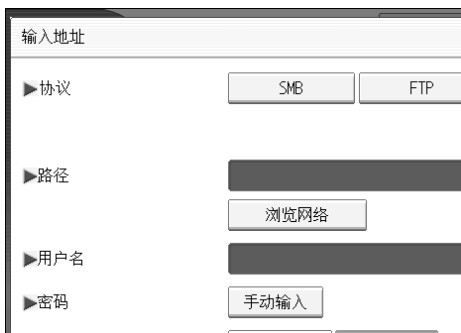 输入地址
▶协议 SMB FTP
▶路径
浏览网络
▶用户名
▶密码 手动输入